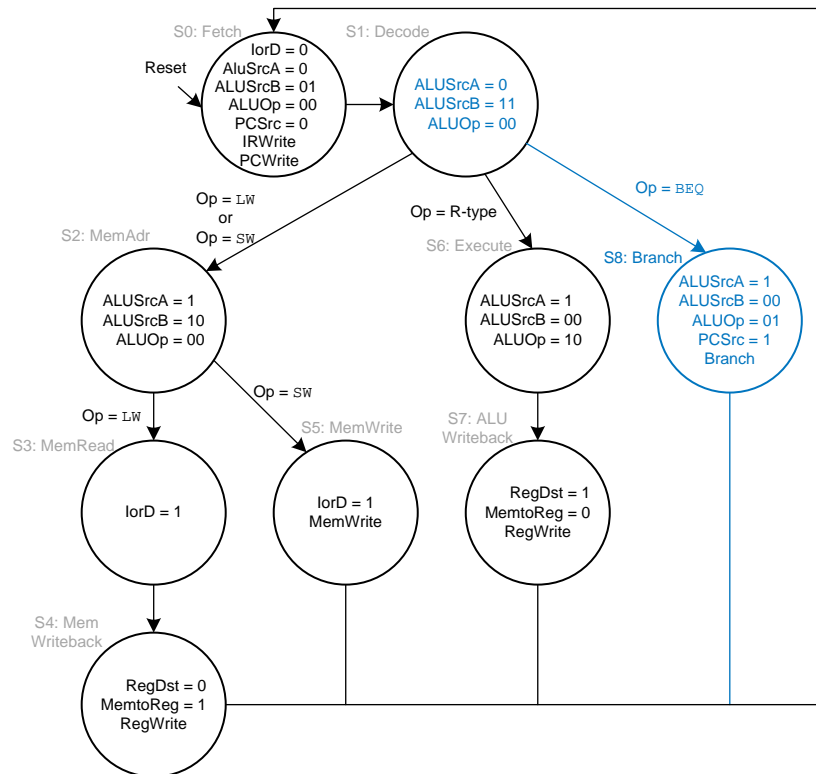 S0: Fetch
IorD = 0
AluSrcA = 0
ALUSrcB = 01
ALUOp = 00
PCSrc = 0
IRWrite
PCWrite
Reset
S1: Decode
ALUSrcA = 0
ALUSrcB = 11
ALUOp = 00
Op = LW
or
Op = SW
Op = R-type
Op = BEQ
S2: MemAdr
ALUSrcA = 1
ALUSrcB = 10
ALUOp = 00
S6: Execute
ALUSrcA = 1
ALUSrcB = 00
ALUOp = 10
S8: Branch
ALUSrcA = 1
ALUSrcB = 00
ALUOp = 01
PCSrc = 1
Branch
Op = LW
Op = SW
S3: MemRead
IorD = 1
S5: MemWrite
IorD = 1
MemWrite
S7: ALU
Writeback
RegDst = 1
MemtoReg = 0
RegWrite
S4: Mem
Writeback
RegDst = 0
MemtoReg = 1
RegWrite